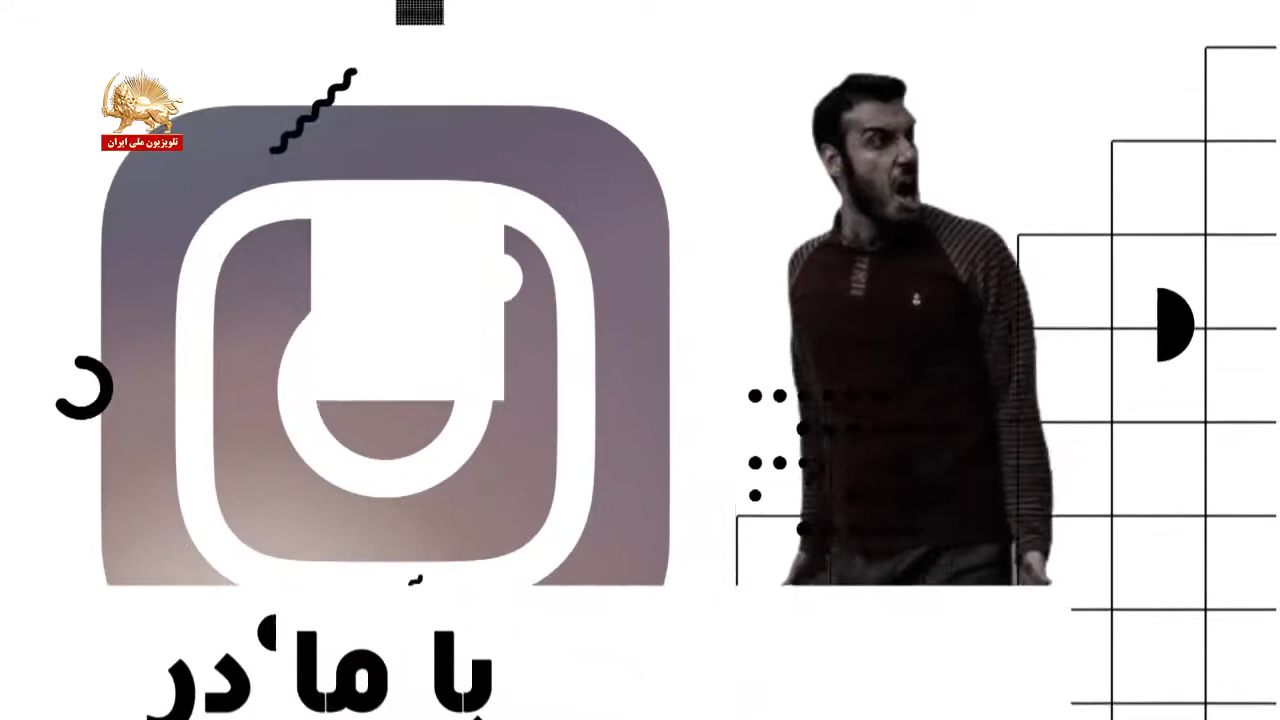 تلویزیون ملی ایران
با ما در